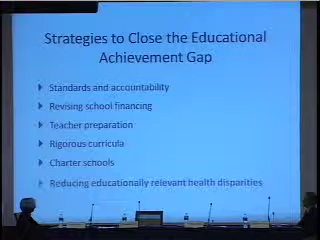 Strategies to Close the Educational
Achievement Gap
Standards and accountability
Revising school financing
Teacher preparation
Rigorous curricula
Charter schools
Reducing educationally relevant health disparities